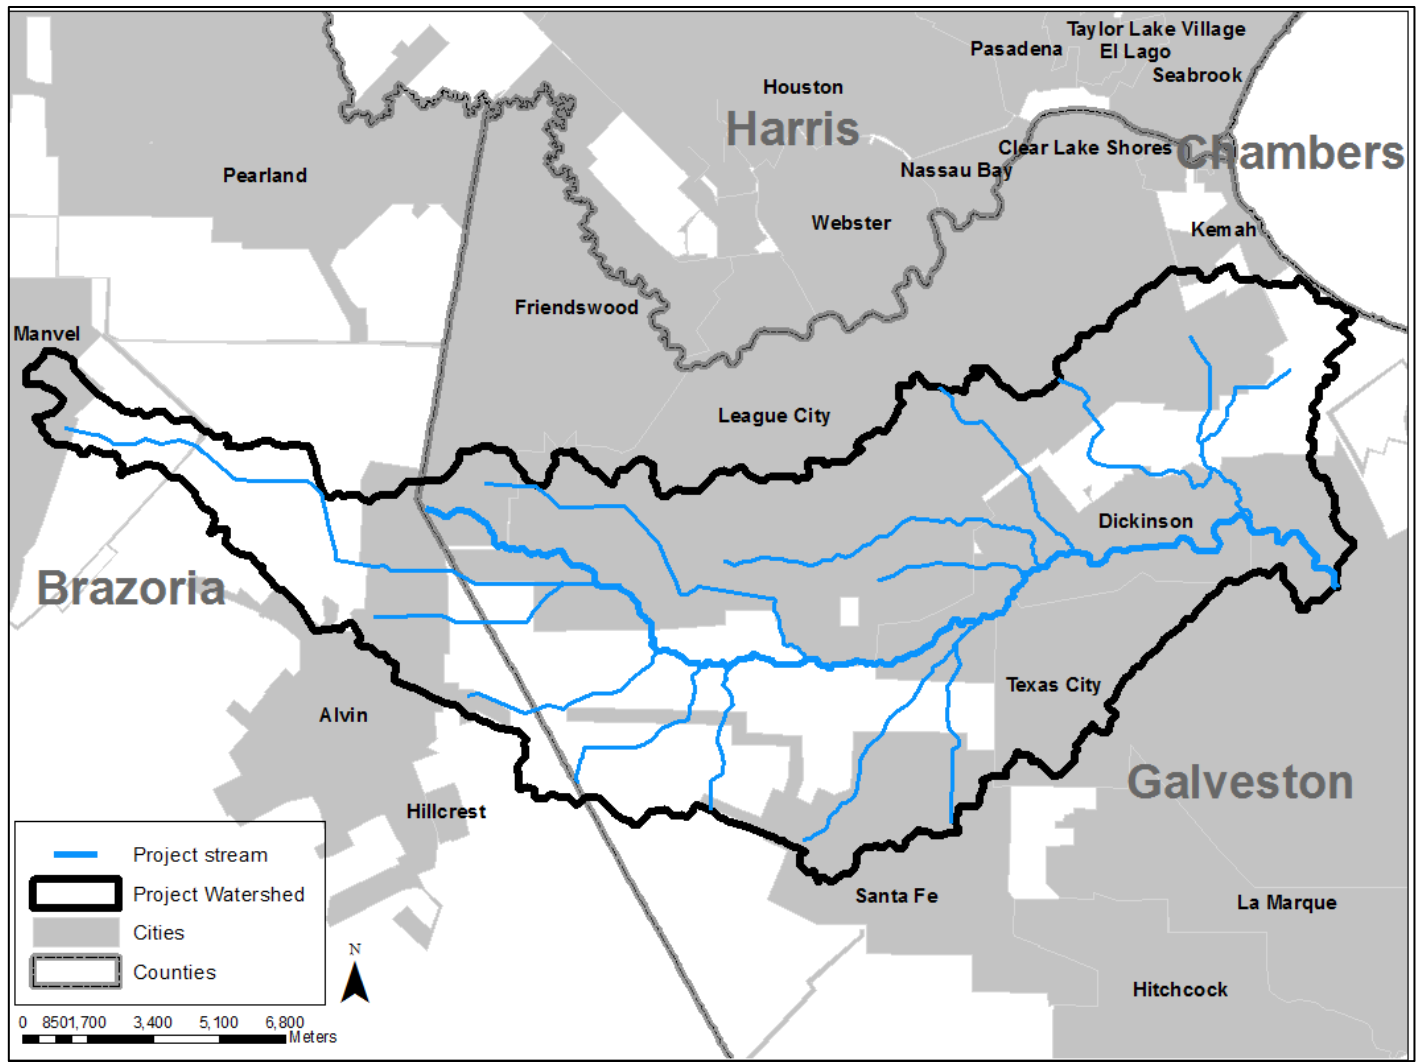 Taylor Lake Village
Pasadena
El Lago
Seabrook
Houston
Harris
Clear Lake Shores
Chambers
Pearland
Nassau Bay
Webster
Kemah
Friendswood
Manvel
League City
Dickinson
Brazoria
Texas City
Alvin
Galveston
Hillcrest
Santa Fe
La Marque
Hitchcock
Project stream
Project Watershed
Cities
Counties
N
0 850 1,700 3,400 5,100 6,800
Meters